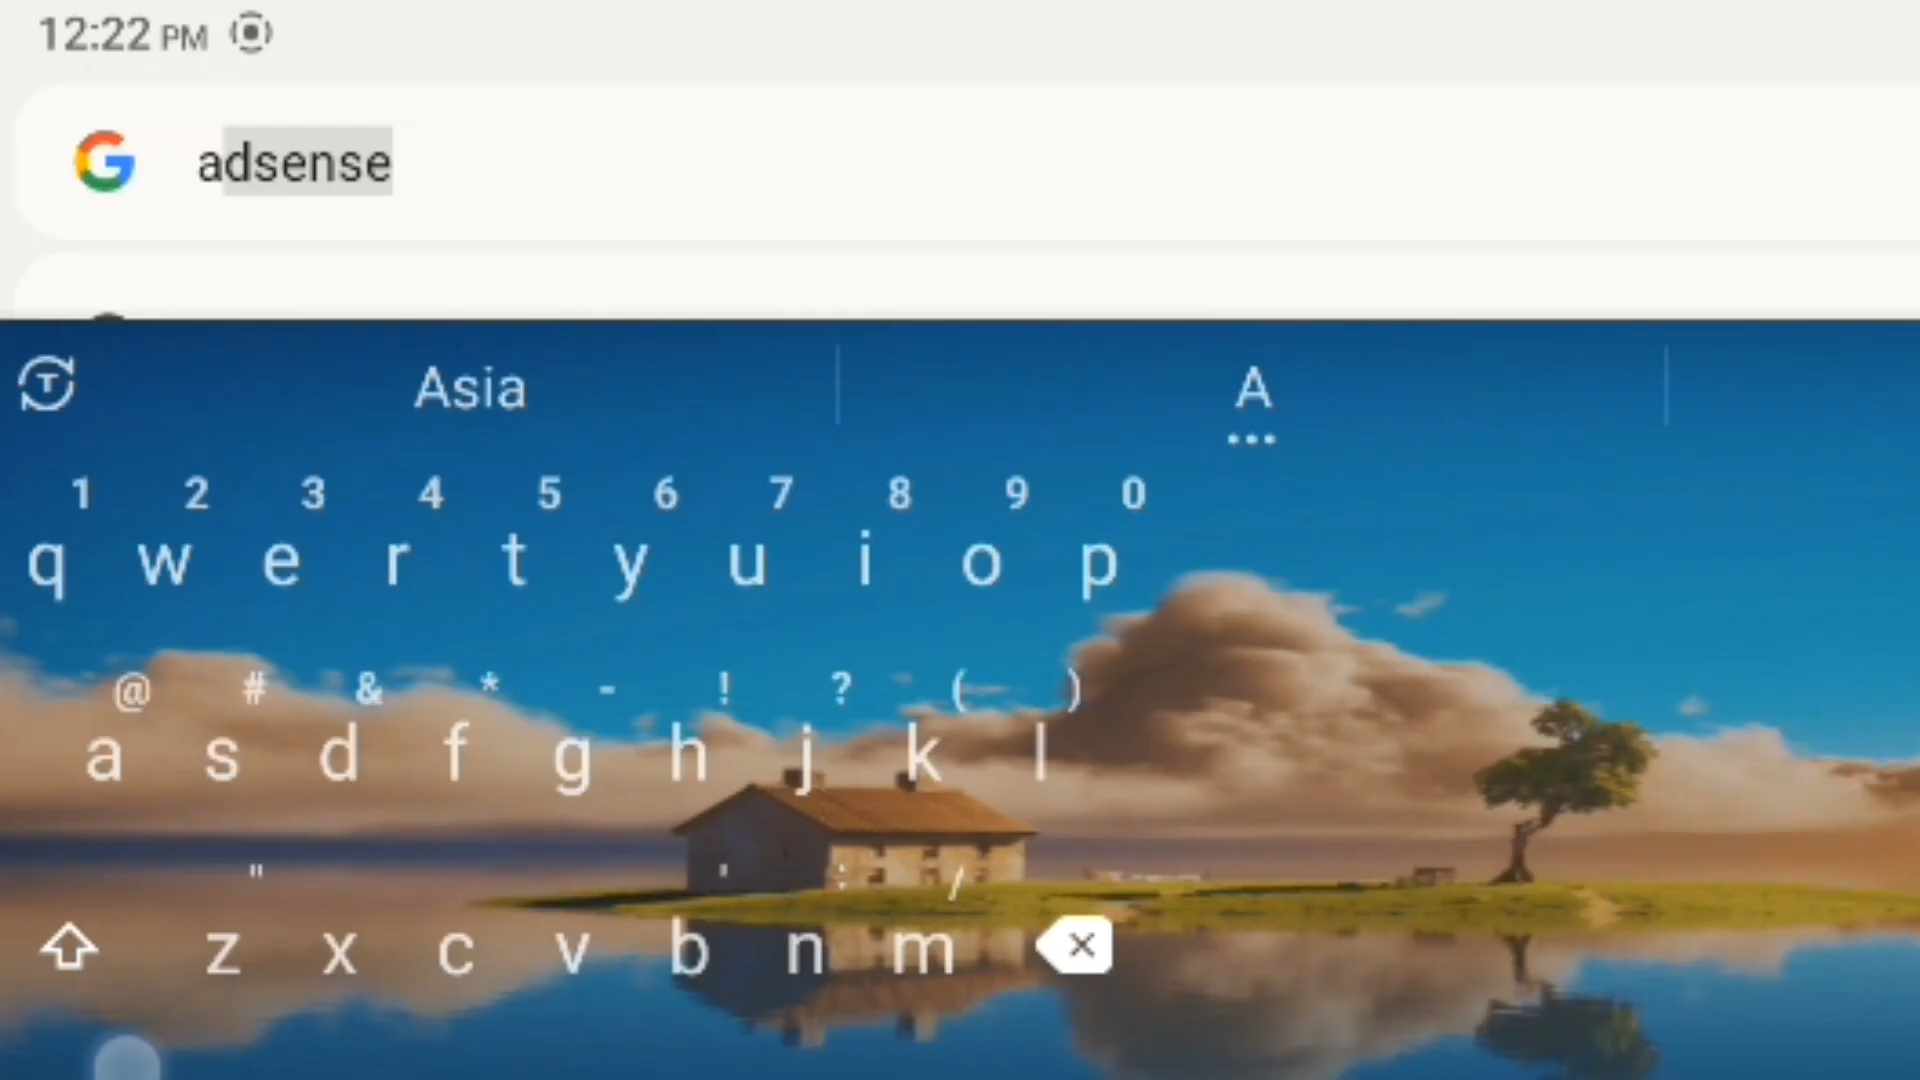 12:22 PM
adsense
Asia A
1 2 3 4 5 6 7 8 9 0
q w e r t y u i o p
@ # & * - ! ? ( )
a s d f g h j k l
" ' : /
z x c v b n m